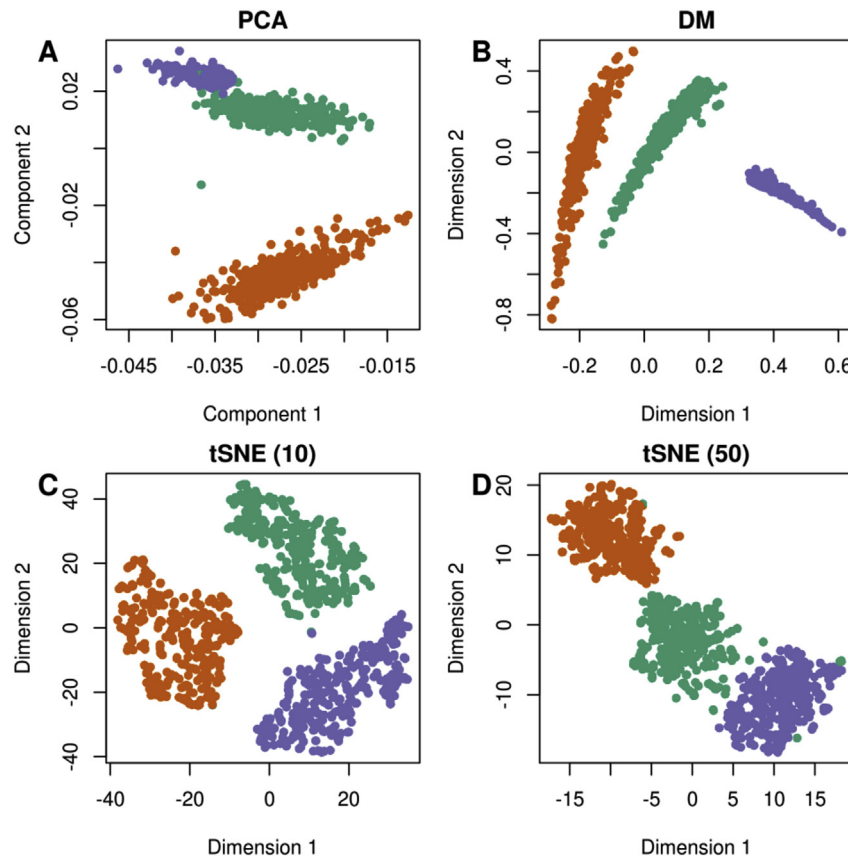 PCA
A
0.02
-0.02
-0.06
Component 2
-0.045
-0.035
-0.025
-0.015
Component 1
DM
B
0.4
0.0
-0.4
-0.8
Dimension 2
-0.2
0.0
0.2
0.4
0.6
Dimension 1
tSNE (10)
C
40
20
0
-20
-40
Dimension 2
-40
-20
0
20
Dimension 1
tSNE (50)
D
20
10
0
-10
Dimension 2
-15
-5
0
5
10
15
Dimension 1